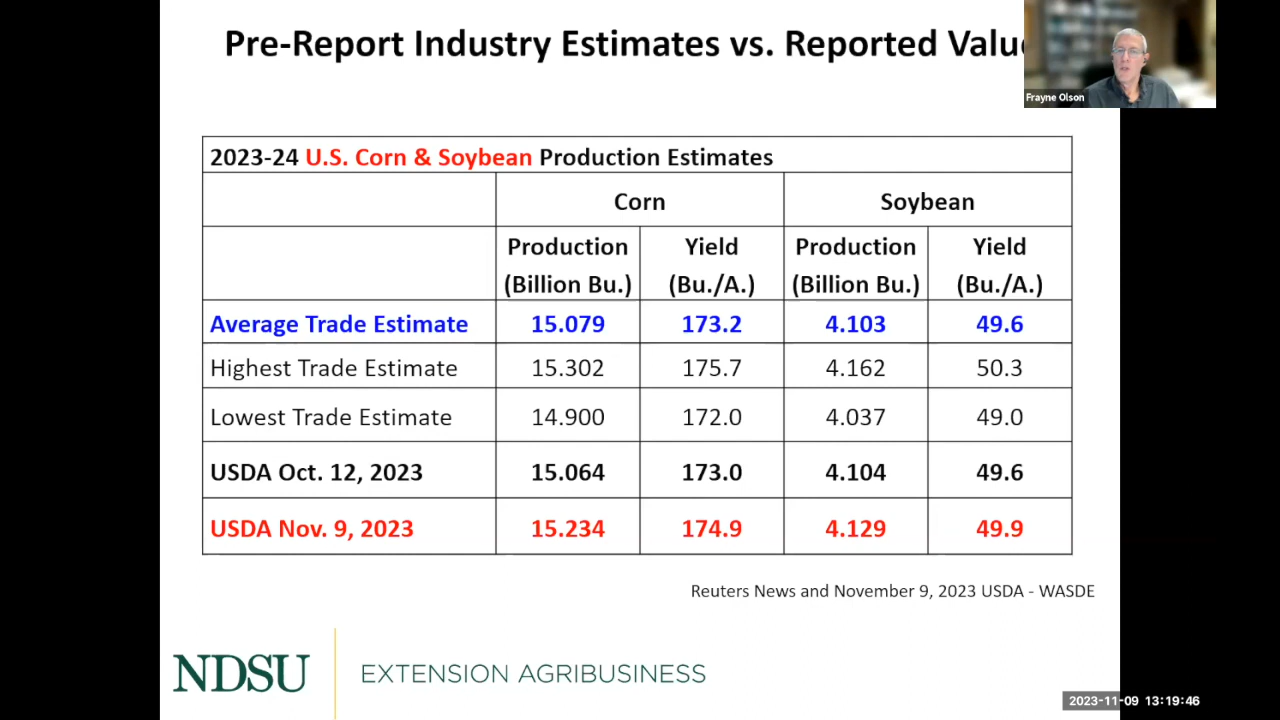 Pre-Report Industry Estimates vs. Reported Valu
Frayne Olson
2023-24 U.S. Corn & Soybean Production Estimates
Corn Soybean
Production Yield Production Yield
(Billion Bu.) (Bu./A.) (Billion Bu.) (Bu./A.)
Average Trade Estimate 15.079 173.2 4.103 49.6
Highest Trade Estimate 15.302 175.7 4.162 50.3
Lowest Trade Estimate 14.900 172.0 4.037 49.0
USDA Oct. 12, 2023 15.064 173.0 4.104 49.6
USDA Nov. 9, 2023 15.234 174.9 4.129 49.9
Reuters News and November 9, 2023 USDA - WASDE
NDSU EXTENSION AGRIBUSINESS
2023-11-09 13:19:46